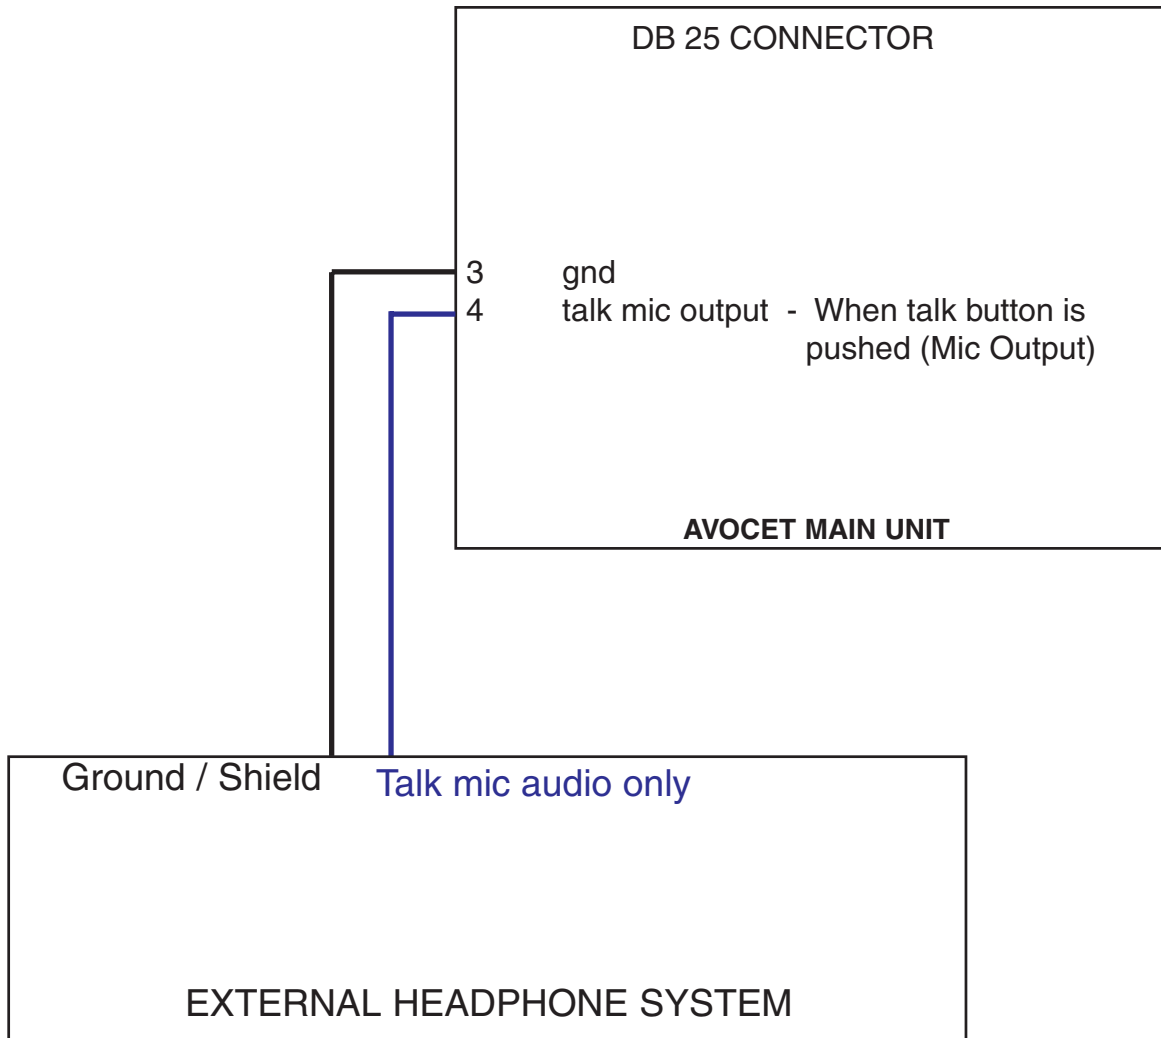 DB 25 CONNECTOR
3 gnd
4 talk mic output - When talk button is
pushed (Mic Output)
AVOCET MAIN UNIT
Ground / Shield Talk mic audio only
EXTERNAL HEADPHONE SYSTEM